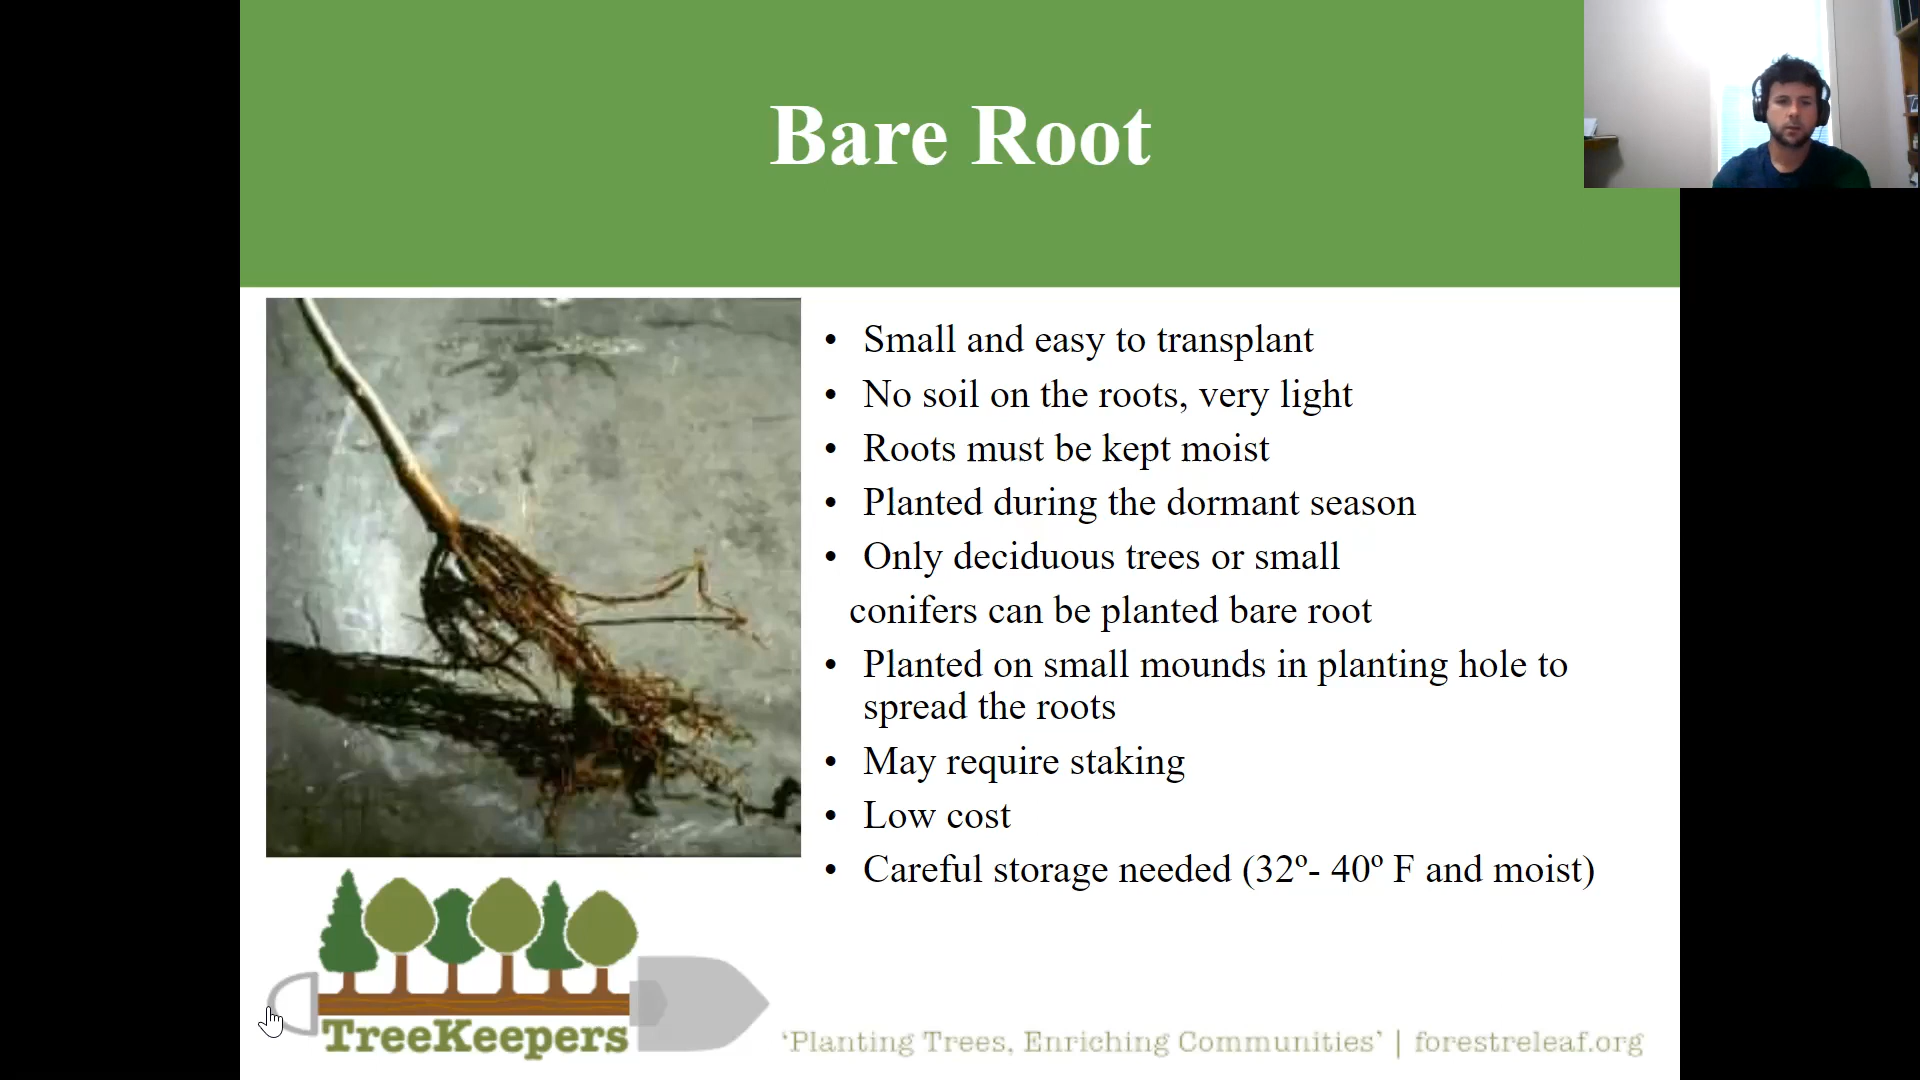 Bare Root
• Small and easy to transplant
• No soil on the roots, very light
• Roots must be kept moist
• Planted during the dormant season
• Only deciduous trees or small
conifers can be planted bare root
• Planted on small mounds in planting hole to
spread the roots
• May require staking
• Low cost
• Careful storage needed (32º- 40º F and moist)
TreeKeepers
‘Planting Trees, Enriching Communities’ | forestreleaf.org